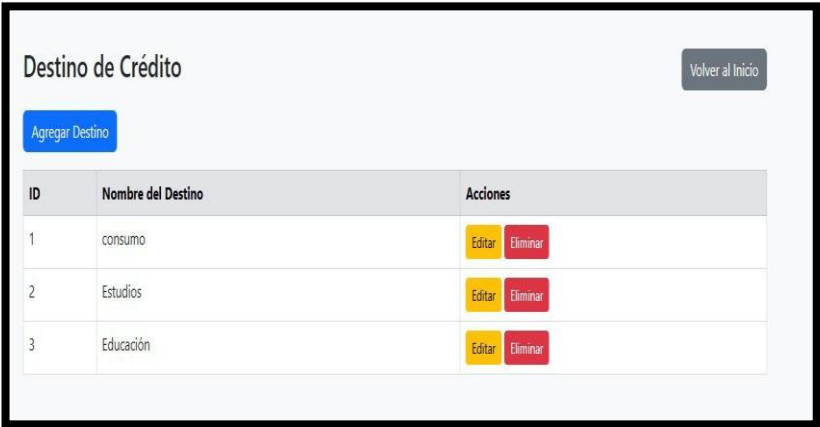 Destino de Crédito
Volver al Inicio
Agregar Destino
ID Nombre del Destino Acciones
1 consumo Editar Eliminar
2 Estudios Editar Eliminar
3 Educación Editar Eliminar